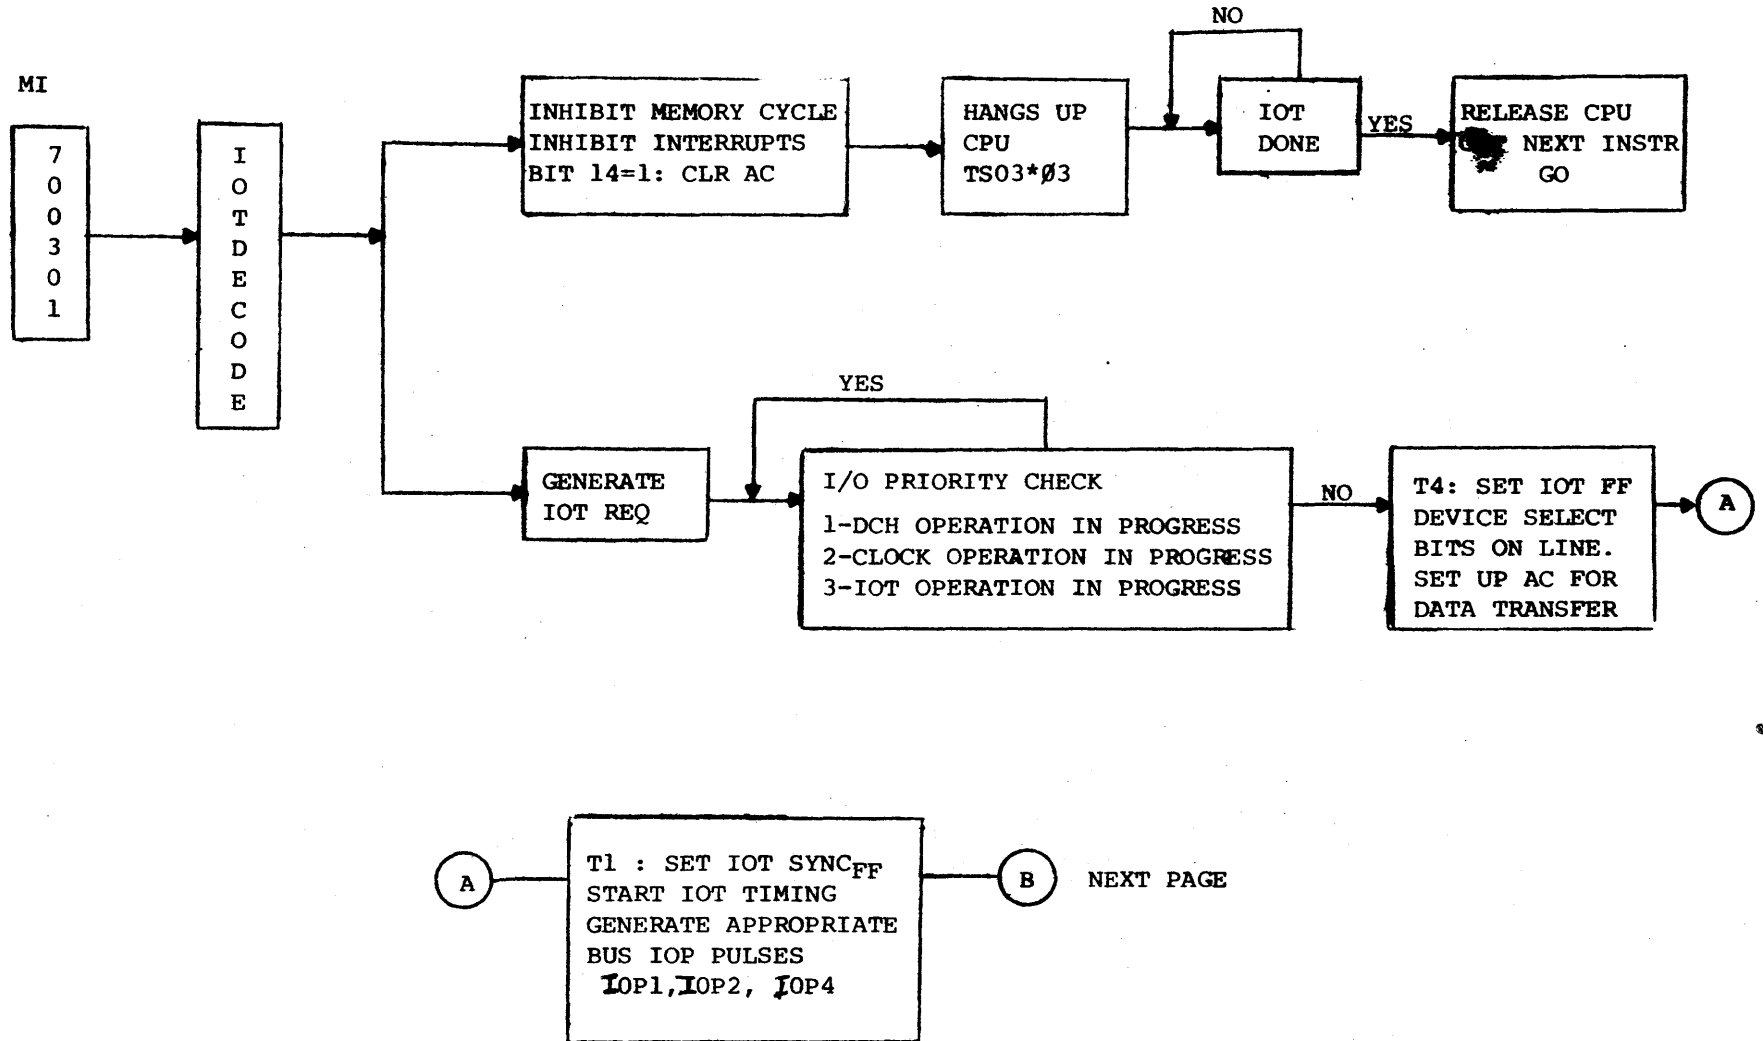 MI
7
0
0
3
0
1
I
O
T
D
E
C
O
D
E
INHIBIT MEMORY CYCLE
INHIBIT INTERRUPTS
BIT 14=1: CLR AC
HANGS UP
CPU
TS03*Ø3
NO
IOT
DONE
YES
RELEASE CPU
NEXT INSTR
GO
GENERATE
IOT REQ
YES
I/O PRIORITY CHECK
1-DCH OPERATION IN PROGRESS
2-CLOCK OPERATION IN PROGRESS
3-IOT OPERATION IN PROGRESS
NO
T4: SET IOT FF
DEVICE SELECT
BITS ON LINE.
SET UP AC FOR
DATA TRANSFER
A
A
T1 : SET IOT SYNCFF
START IOT TIMING
GENERATE APPROPRIATE
BUS IOP PULSES
IOP1,IOP2, IOP4
B
NEXT PAGE